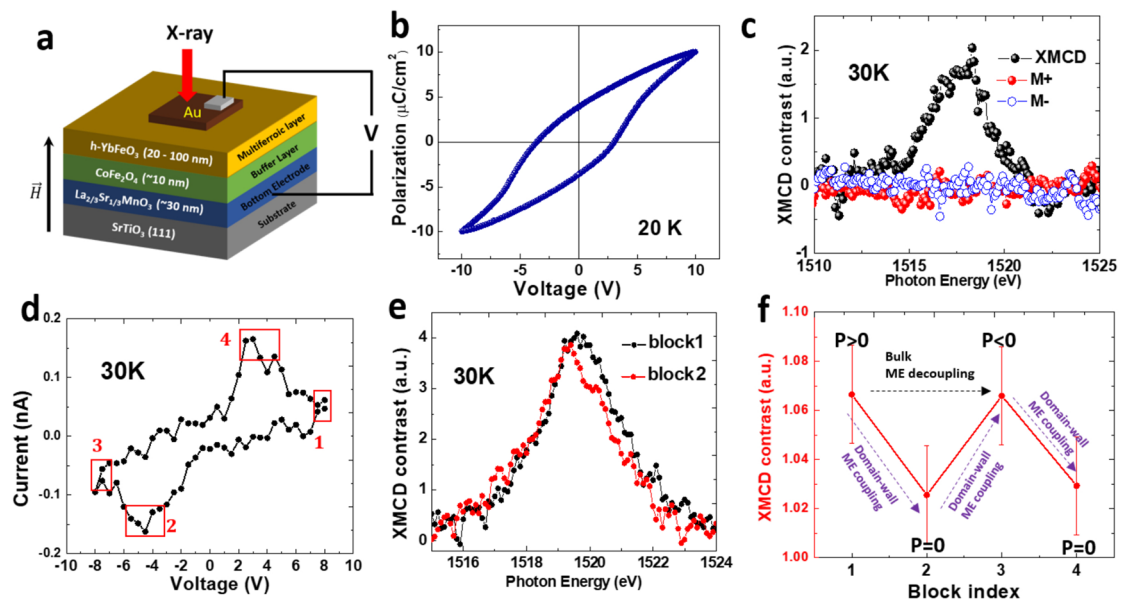 a
X-ray
Au
V
H
h-YbFeO₃ (20 - 100 nm)
Multiferroic layer
CoFe₂O₄ (~10 nm)
Buffer Layer
La₂/₃Sr₁/₃MnO₃ (~30 nm)
Bottom Electrode
SrTiO₃ (111)
Substrate
b
Polarization (μC/cm²)
10
5
0
-5
-10
20 K
-10 -5 0 5 10
Voltage (V)
c
XMCD contrast (a.u.)
2
1
0
-1
30K
XMCD
M+
M-
1510 1515 1520 1525
Photon Energy (eV)
d
Current (nA)
0.2
0.1
0.0
-0.1
-0.2
30K
4
3
1
2
-10 -8 -6 -4 -2 0 2 4 6 8 10
Voltage (V)
e
XMCD contrast (a.u.)
4
3
2
1
0
30K
block1
block2
1516 1518 1520 1522 1524
Photon Energy (eV)
f
XMCD contrast (a.u.)
1.10
1.08
1.06
1.04
1.02
1.00
P>0
P<0
Bulk
ME decoupling
Domain-wall
ME coupling
Domain-wall
ME coupling
Domain-wall
ME coupling
P=0
P=0
1 2 3 4
Block index